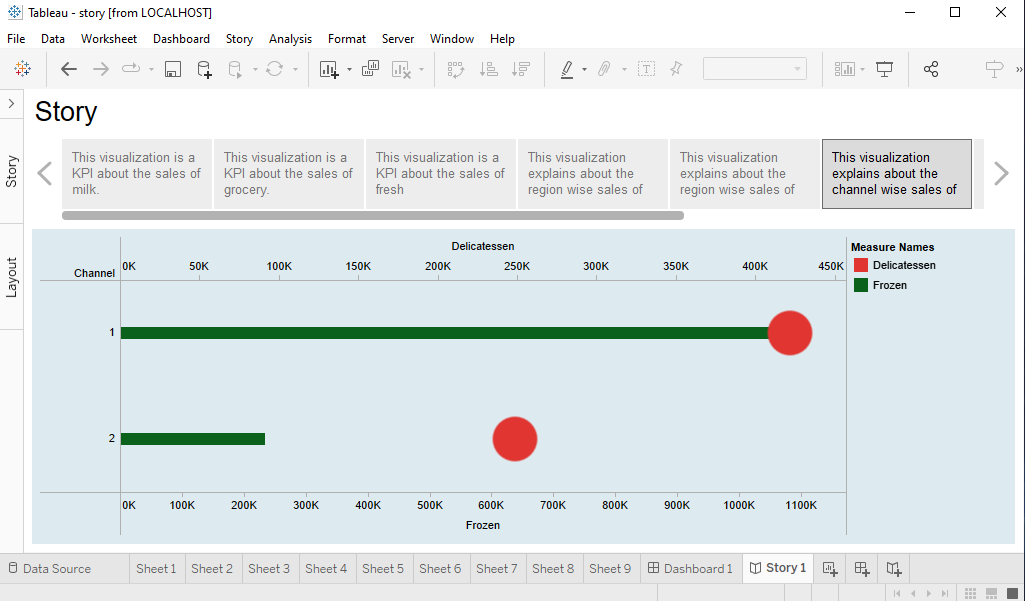 Tableau - story [from LOCALHOST]
File Data Worksheet Dashboard Story Analysis Format Server Window Help
Story
Story
Layout
This visualization is a
KPI about the sales of
milk.
This visualization is a
KPI about the sales of
grocery.
This visualization is a
KPI about the sales of
fresh
This visualization
explains about the
region wise sales of
This visualization
explains about the
region wise sales of
This visualization
explains about the
channel wise sales of
Delicatessen
Channel 0K 50K 100K 150K 200K 250K 300K 350K 400K 450K
1
2
0K 100K 200K 300K 400K 500K 600K 700K 800K 900K 1000K 1100K
Frozen
Measure Names
Delicatessen
Frozen
Data Source Sheet 1 Sheet 2 Sheet 3 Sheet 4 Sheet 5 Sheet 6 Sheet 7 Sheet 8 Sheet 9 Dashboard 1 Story 1